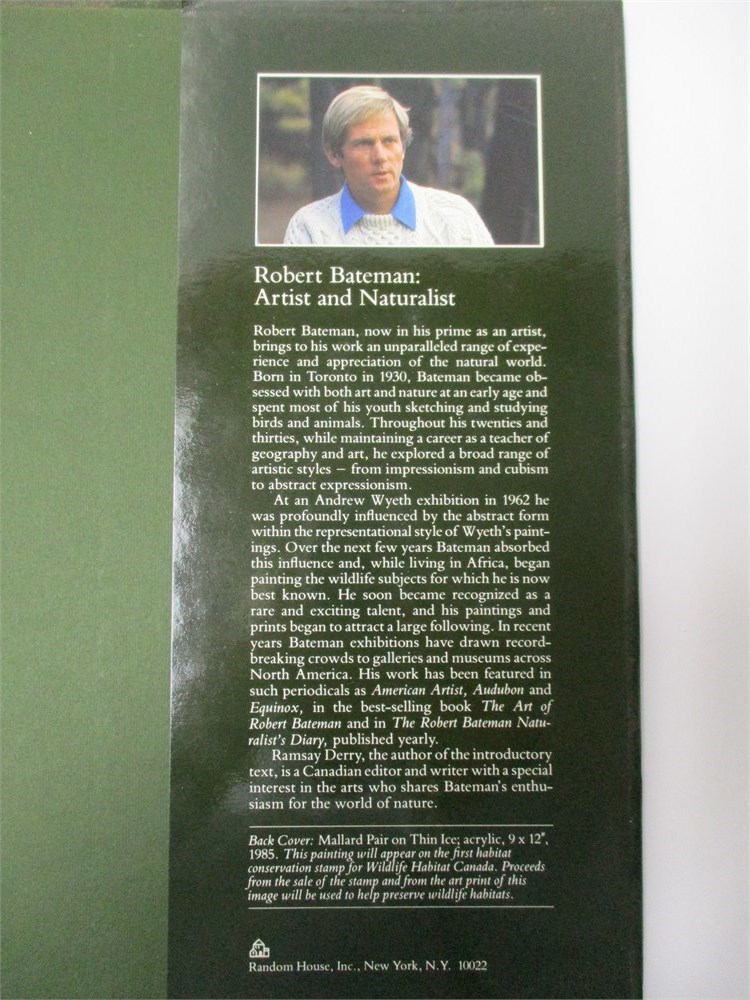 Robert Bateman:
Artist and Naturalist
Robert Bateman, now in his prime as an artist,
brings to his work an unparalleled range of expe-
rience and appreciation of the natural world.
Born in Toronto in 1930, Bateman became ob-
sessed with both art and nature at an early age and
spent most of his youth sketching and studying
birds and animals. Throughout his twenties and
thirties, while maintaining a career as a teacher of
geography and art, he explored a broad range of
artistic styles – from impressionism and cubism
to abstract expressionism.
At an Andrew Wyeth exhibition in 1962 he
was profoundly influenced by the abstract form
within the representational style of Wyeth's paint-
ings. Over the next few years Bateman absorbed
this influence and, while living in Africa, began
painting the wildlife subjects for which he is now
best known. He soon became recognized as a
rare and exciting talent, and his paintings and
prints began to attract a large following. In recent
years Bateman exhibitions have drawn record-
breaking crowds to galleries and museums across
North America. His work has been featured in
such periodicals as American Artist, Audubon and
Equinox, in the best-selling book The Art of
Robert Bateman and in The Robert Bateman Natu-
ralist's Diary, published yearly.
Ramsay Derry, the author of the introductory
text, is a Canadian editor and writer with a special
interest in the arts who shares Bateman's enthu-
siasm for the world of nature.
Back Cover: Mallard Pair on Thin Ice; acrylic, 9 x 12",
1985. This painting will appear on the first habitat
conservation stamp for Wildlife Habitat Canada. Proceeds
from the sale of the stamp and from the art print of this
image will be used to help preserve wildlife habitats.
Random House, Inc., New York, N.Y. 10022